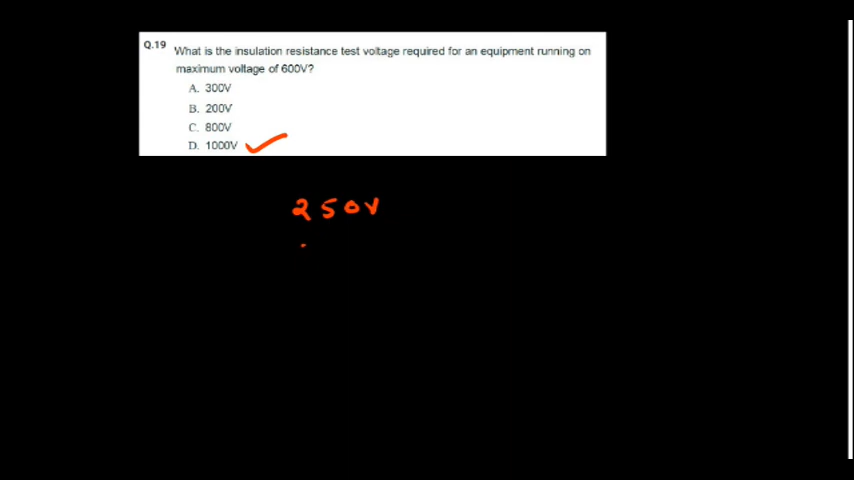 Q.19 What is the insulation resistance test voltage required for an equipment running on
maximum voltage of 600V?
A. 300V
B. 200V
C. 800V
D. 1000V
250V